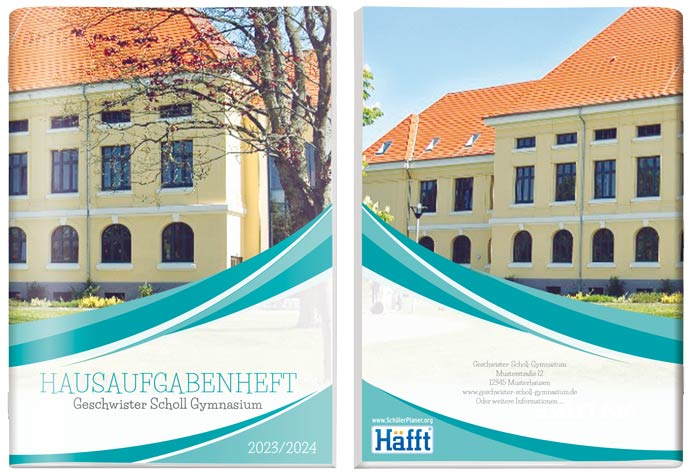 HAUSAUFGABENHEFT
Geschwister Scholl Gymnasium
2023/2024
Geschwister-Scholl-Gymnasium
Musterstraße 12
12345 Musterhausen
www.geschwister-scholl-gymnasium.de
Oder weitere Informationen ...
www.SchülerPlaner.org
Häfft